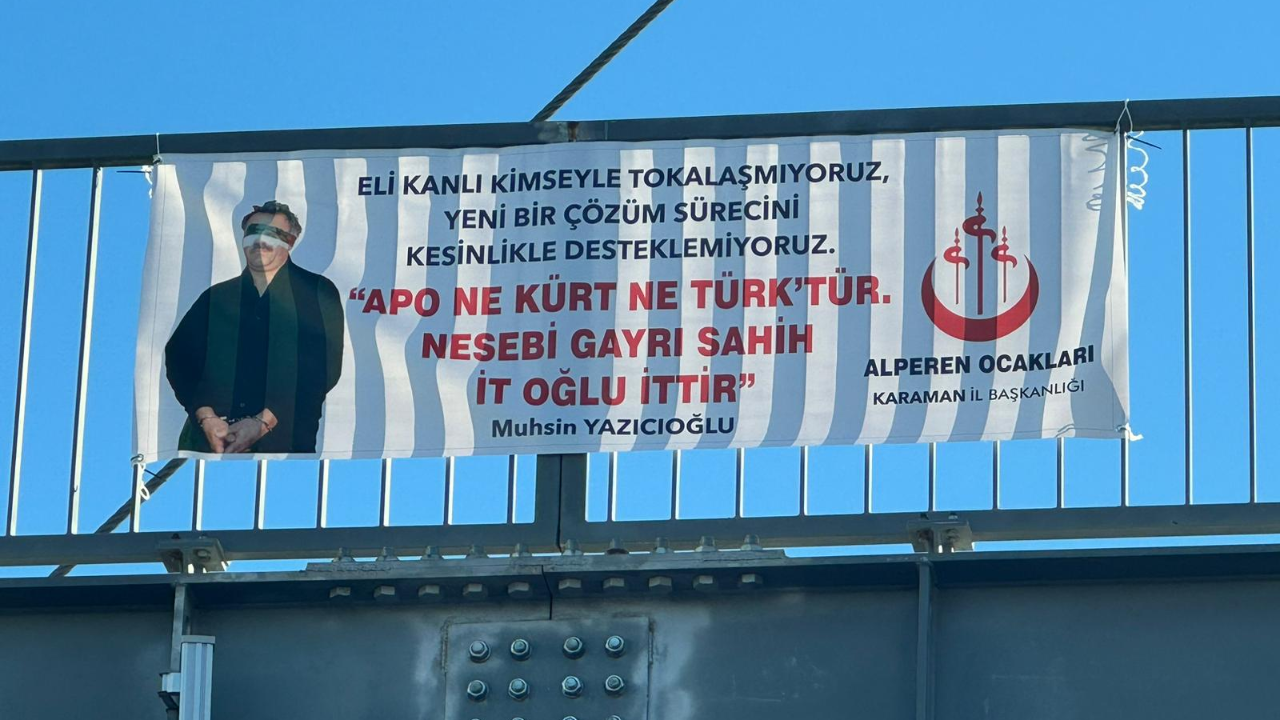 ELİ KANLI KİMSEYLE TOKALAŞMIYORUZ,
YENİ BİR ÇÖZÜM SÜRECİNİ
KESİNLİKLE DESTEKLEMİYORUZ.
“APO NE KÜRT NE TÜRK’TÜR.
NESEBİ GAYRI SAHİH
İT OĞLU İTTİR”
Muhsin YAZICIOĞLU
ALPEREN OCAKLARI
KARAMAN İL BAŞKANLIĞI